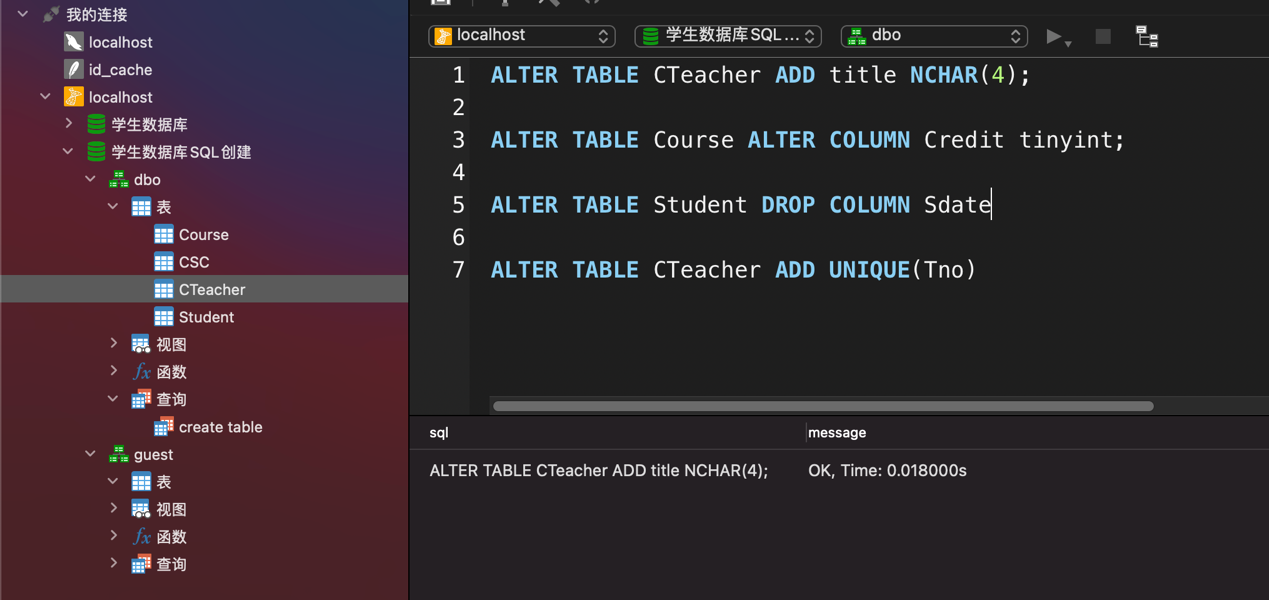 我的连接
localhost
id_cache
localhost
学生数据库
学生数据库SQL创建
dbo
表
Course
CSC
CTeacher
Student
视图
fx 函数
查询
create table
guest
表
视图
fx 函数
查询
localhost 学生数据库SQL... dbo
1 ALTER TABLE CTeacher ADD title NCHAR(4);
2
3 ALTER TABLE Course ALTER COLUMN Credit tinyint;
4
5 ALTER TABLE Student DROP COLUMN Sdate
6
7 ALTER TABLE CTeacher ADD UNIQUE(Tno)
sql message
ALTER TABLE CTeacher ADD title NCHAR(4); OK, Time: 0.018000s